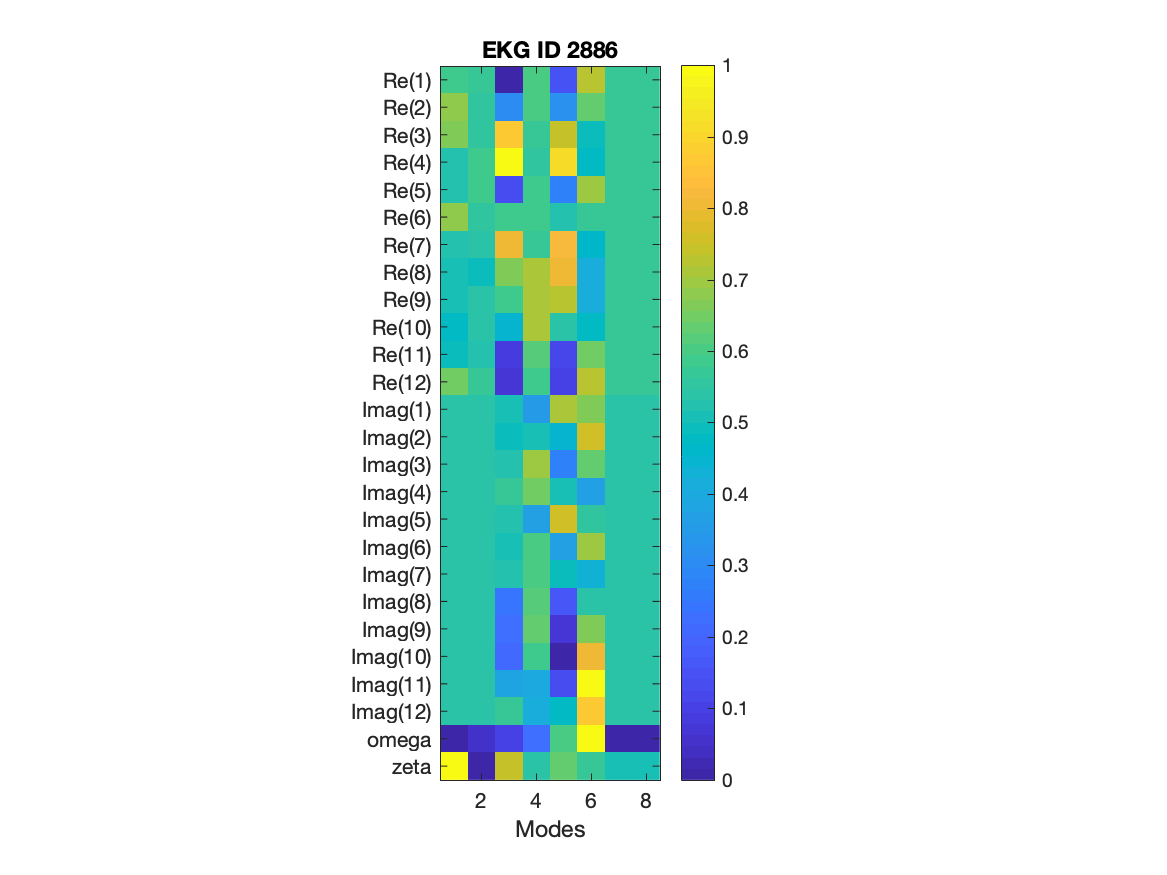 EKG ID 2886
Re(1)
Re(2)
Re(3)
Re(4)
Re(5)
Re(6)
Re(7)
Re(8)
Re(9)
Re(10)
Re(11)
Re(12)
Imag(1)
Imag(2)
Imag(3)
Imag(4)
Imag(5)
Imag(6)
Imag(7)
Imag(8)
Imag(9)
Imag(10)
Imag(11)
Imag(12)
omega
zeta
2 4 6 8
Modes
1
0.9
0.8
0.7
0.6
0.5
0.4
0.3
0.2
0.1
0